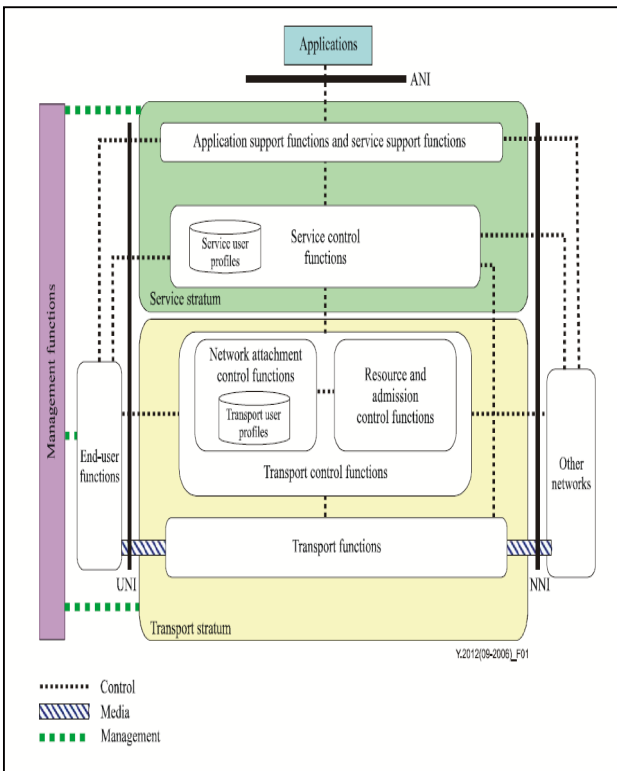 Applications
ANI
Application support functions and service support functions
Service user
profiles
Service control
functions
Service stratum
Management functions
Network attachment
control functions
Transport user
profiles
Resource and
admission
control functions
Transport control functions
End-user
functions
Other
networks
Transport functions
UNI
NNI
Transport stratum
Y.2012(09-2006)_F01
Control
Media
Management